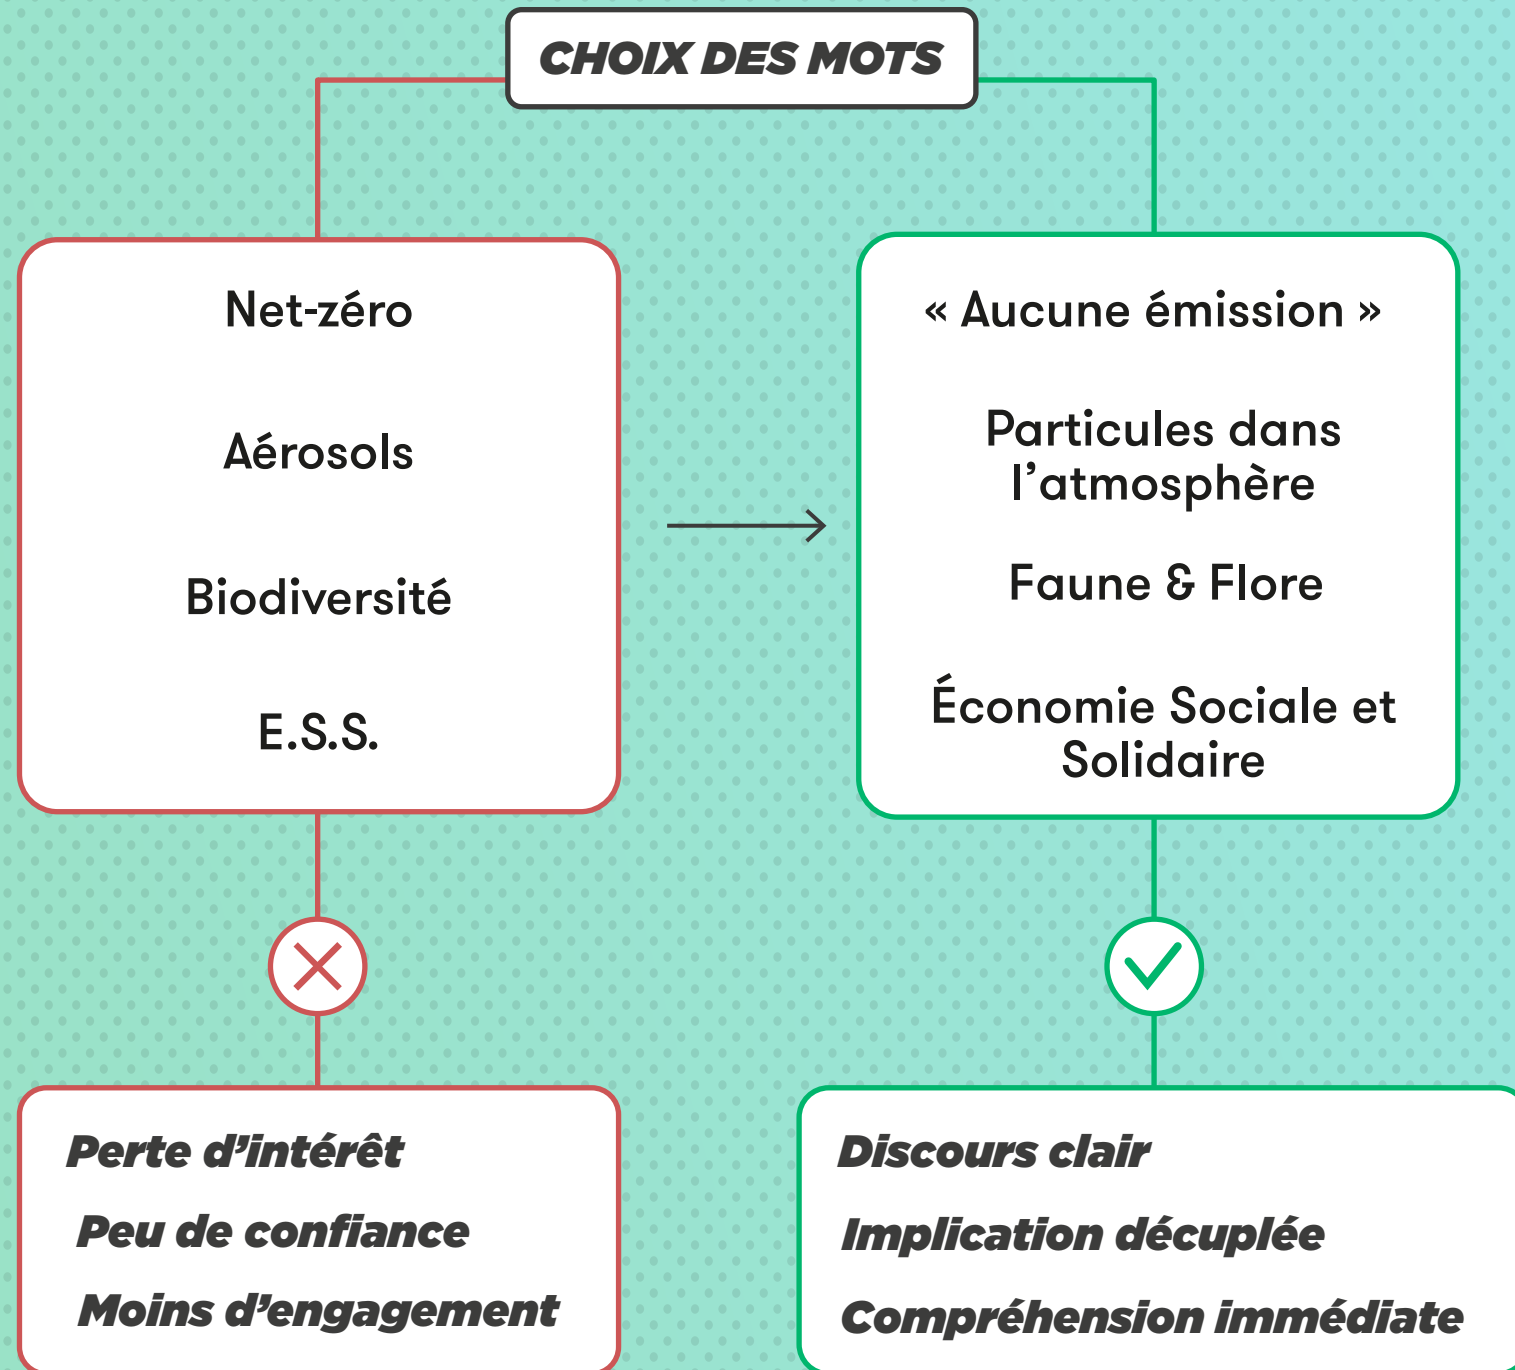 CHOIX DES MOTS
Net-zéro
Aérosols
Biodiversité
E.S.S.
« Aucune émission »
Particules dans
l’atmosphère
Faune & Flore
Économie Sociale et
Solidaire
Perte d’intérêt
Peu de confiance
Moins d’engagement
Discours clair
Implication décuplée
Compréhension immédiate